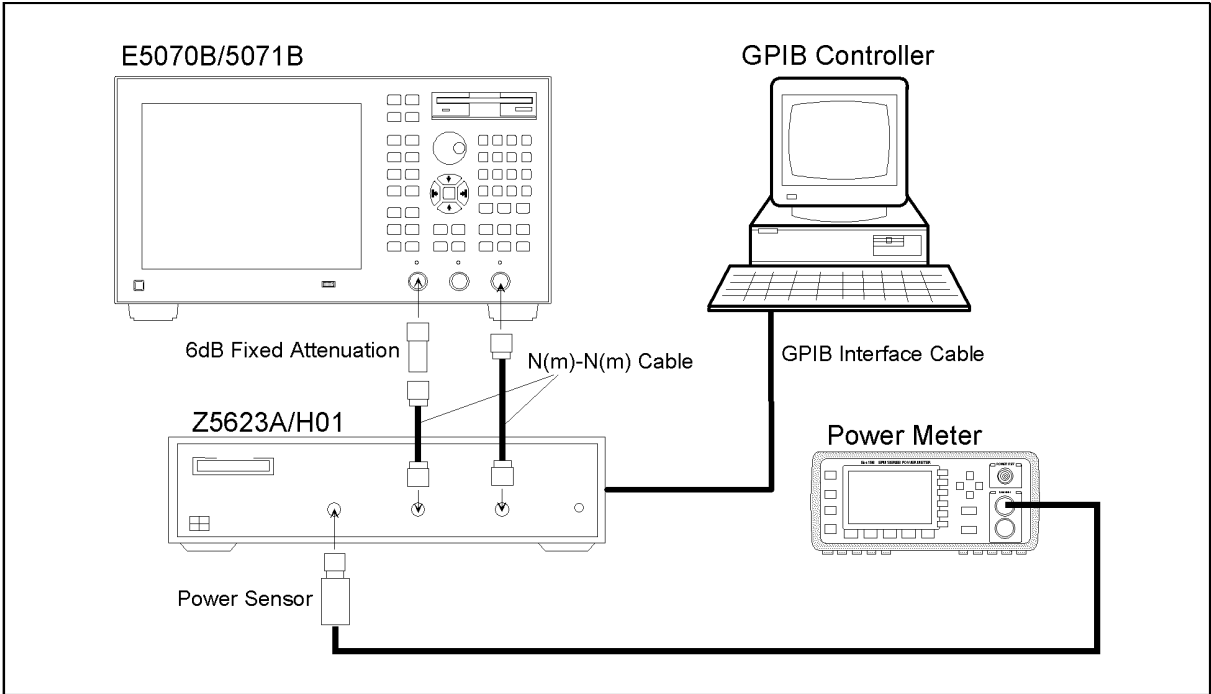 E5070B/5071B
GPIB Controller
6dB Fixed Attenuation
N(m)-N(m) Cable
GPIB Interface Cable
Z5623A/H01
Power Meter
Power Sensor